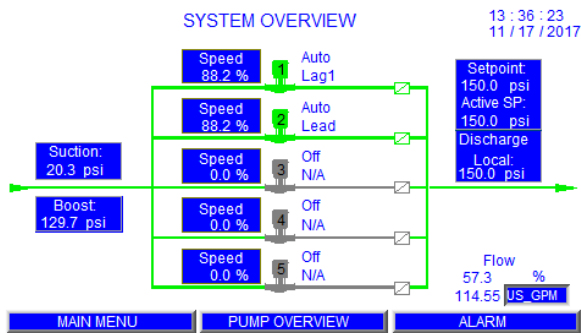 SYSTEM OVERVIEW
13 : 36 : 23
11 / 17 / 2017
Speed
88.2 %
1
Auto
Lag1
Speed
88.2 %
2
Auto
Lead
Speed
0.0 %
3
Off
N/A
Speed
0.0 %
4
Off
N/A
Speed
0.0 %
5
Off
N/A
Suction:
20.3 psi
Boost:
129.7 psi
Setpoint:
150.0 psi
Active SP:
150.0 psi
Discharge
Local:
150.0 psi
Flow
57.3 %
114.55 US_GPM
MAIN MENU
PUMP OVERVIEW
ALARM